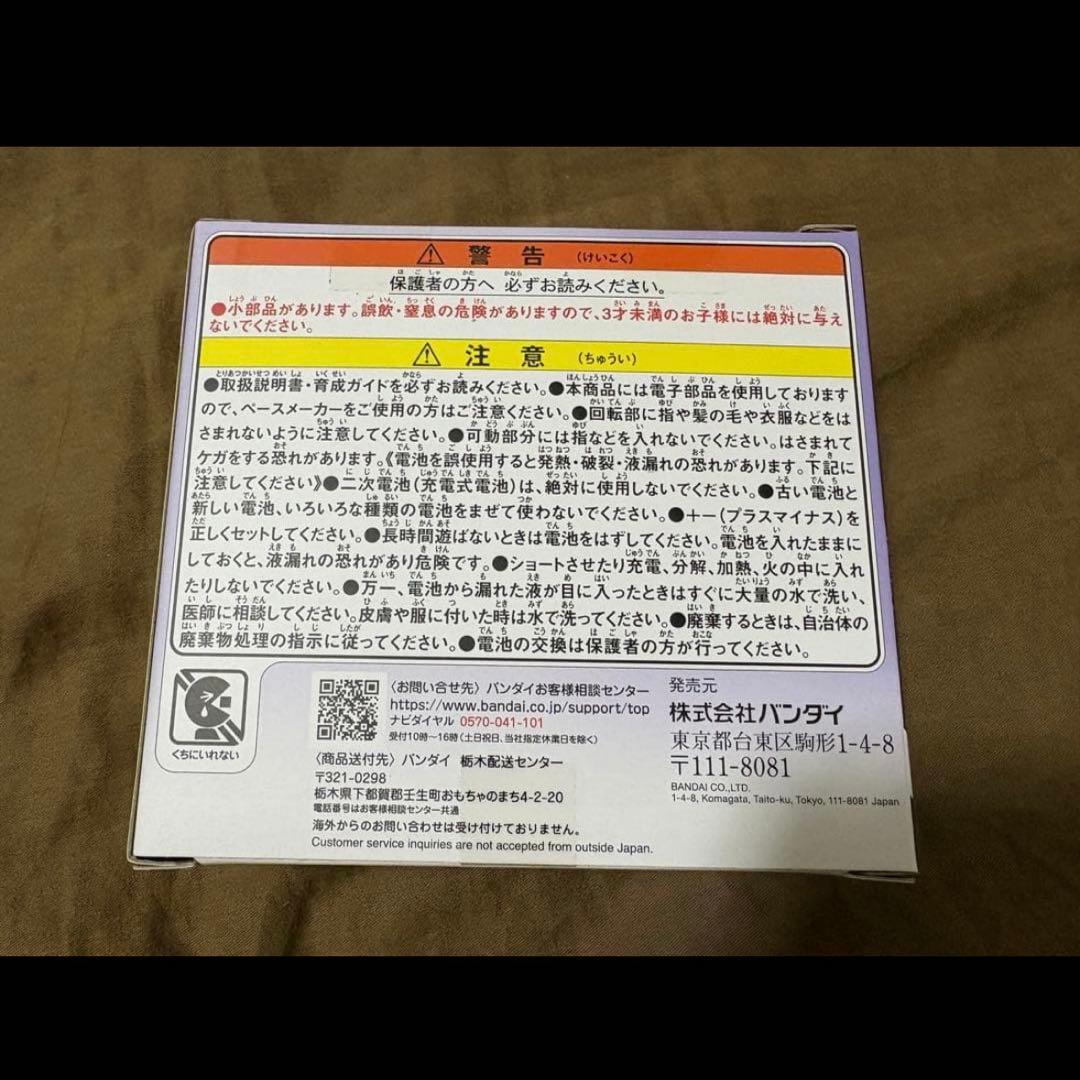 ⚠ 警告 (けいこく)
保護者の方へ 必ずお読みください。
●小部品があります。誤飲・窒息の危険がありますので、3才未満のお子様には絶対に与え
ないでください。
⚠ 注意 (ちゅうい)
●取扱説明書・育成ガイドを必ずお読みください。●本商品には電子部品を使用しております
ので、ペースメーカーをご使用の方はご注意ください。●回転部に指や髪の毛や衣服などをは
さまれないように注意してください。●可動部分には指などを入れないでください。はさまれて
ケガをする恐れがあります。《電池を誤使用すると発熱・破裂・液漏れの恐れがあります。下記に
注意してください》●二次電池(充電式電池)は、絶対に使用しないでください。●古い電池と
新しい電池、いろいろな種類の電池をまぜて使わないでください。●+-(プラスマイナス)を
正しくセットしてください。●長時間遊ばないときは電池をはずしてください。電池を入れたままに
しておくと、液漏れの恐れがあり危険です。●ショートさせたり充電、分解、加熱、火の中に入れ
たりしないでください。●万一、電池から漏れた液が目に入ったときはすぐに大量の水で洗い、
医師に相談してください。皮膚や服に付いた時は水で洗ってください。●廃棄するときは、自治体の
廃棄物処理の指示に従ってください。●電池の交換は保護者の方が行ってください。
くちにいれない
〈お問い合せ先〉バンダイお客様相談センター
https://www.bandai.co.jp/support/top
ナビダイヤル 0570-041-101
受付10時〜16時(土日祝日、当社指定休業日を除く)
〈商品送付先〉バンダイ 栃木配送センター
〒321-0298
栃木県下都賀郡壬生町おもちゃのまち4-2-20
電話番号はお客様相談センター共通
海外からのお問い合わせは受け付けておりません。
Customer service inquiries are not accepted from outside Japan.
発売元
株式会社バンダイ
東京都台東区駒形1-4-8
〒111-8081
BANDAI CO.,LTD.
1-4-8, Komagata, Taito-ku, Tokyo, 111-8081 Japan